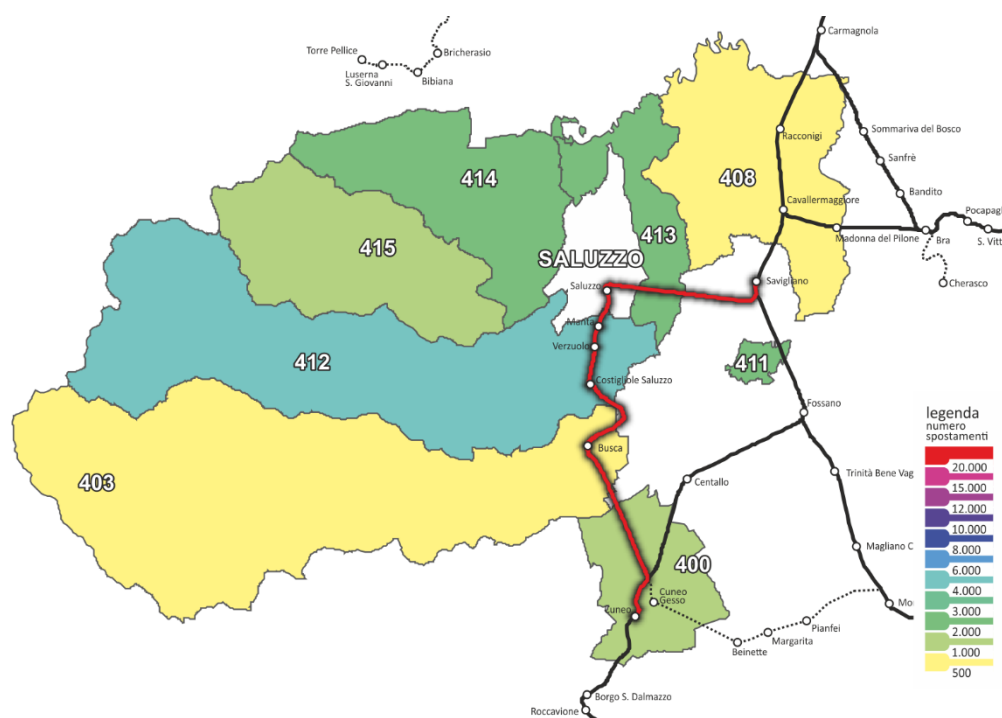 Carmagnola
Torre Pellice
Bricherasio
Luserna
S. Giovanni
Bibiana
Racconigi
Sommariva del Bosco
Sanfrè
414
408
Bandito
Cavallermaggiore
Pocapagl
415
413
Madonna del Pilone
Bra
S. Vitt
SALUZZO
Saluzzo
Savigliano
Cherasco
Manta
Verzuolo
411
412
Costigliole Saluzzo
Fossano
legenda
numero
spostamenti
Busca
20.000
403
Trinità Bene Vag
Centallo
15.000
12.000
10.000
Magliano C
8.000
400
6.000
Cuneo
Gesso
Mo
4.000
Cuneo
3.000
Pianfei
Margarita
Beinette
2.000
1.000
500
Borgo S. Dalmazzo
Roccavione